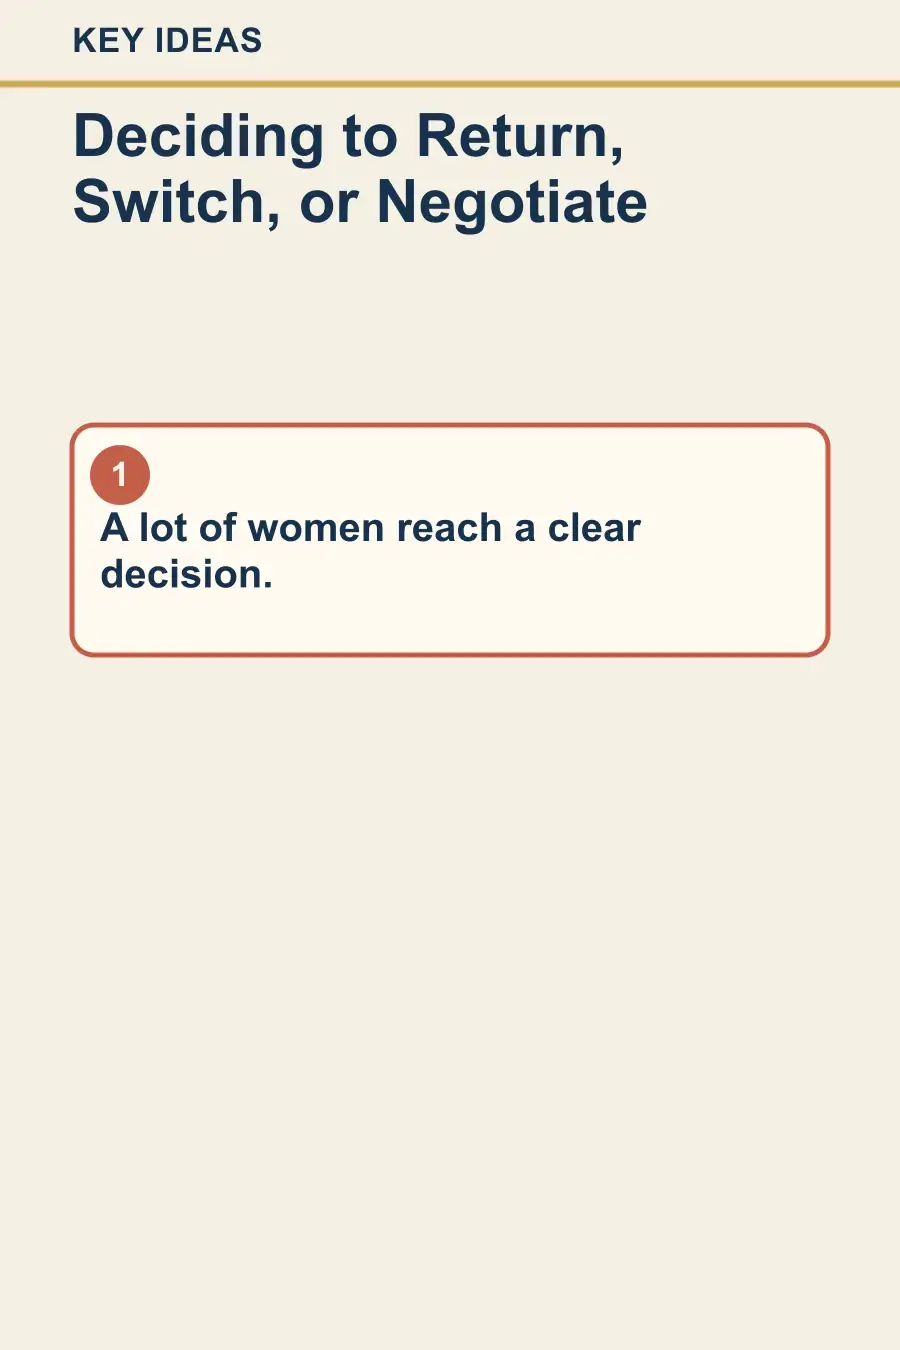 KEY IDEAS
Deciding to Return,
Switch, or Negotiate
1
A lot of women reach a clear
decision.